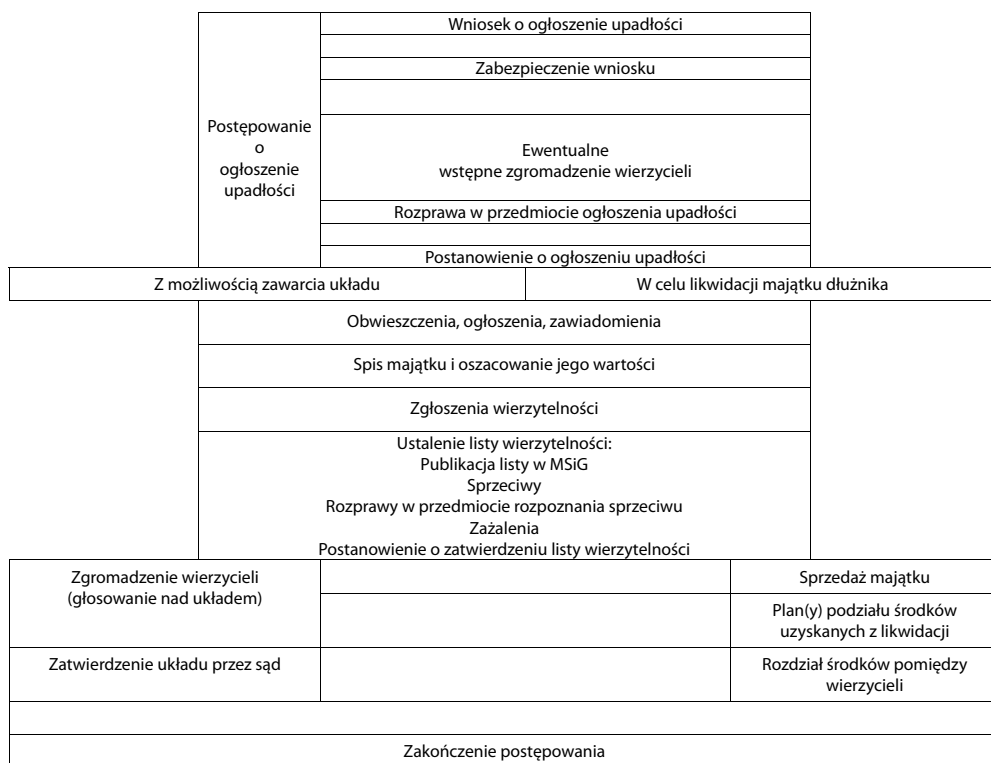 Wniosek o ogłoszenie upadłości
Zabezpieczenie wniosku
Postępowanie
o
ogłoszenie
upadłości
Ewentualne
wstępne zgromadzenie wierzycieli
Rozprawa w przedmiocie ogłoszenia upadłości
Postanowienie o ogłoszeniu upadłości
Z możliwością zawarcia układu
W celu likwidacji majątku dłużnika
Obwieszczenia, ogłoszenia, zawiadomienia
Spis majątku i oszacowanie jego wartości
Zgłoszenia wierzytelności
Ustalenie listy wierzytelności:
Publikacja listy w MSiG
Sprzeciwy
Rozprawy w przedmiocie rozpoznania sprzeciwu
Zażalenia
Postanowienie o zatwierdzeniu listy wierzytelności
Zgromadzenie wierzycieli
(głosowanie nad układem)
Sprzedaż majątku
Plan(y) podziału środków
uzyskanych z likwidacji
Zatwierdzenie układu przez sąd
Rozdział środków pomiędzy
wierzycieli
Zakończenie postępowania